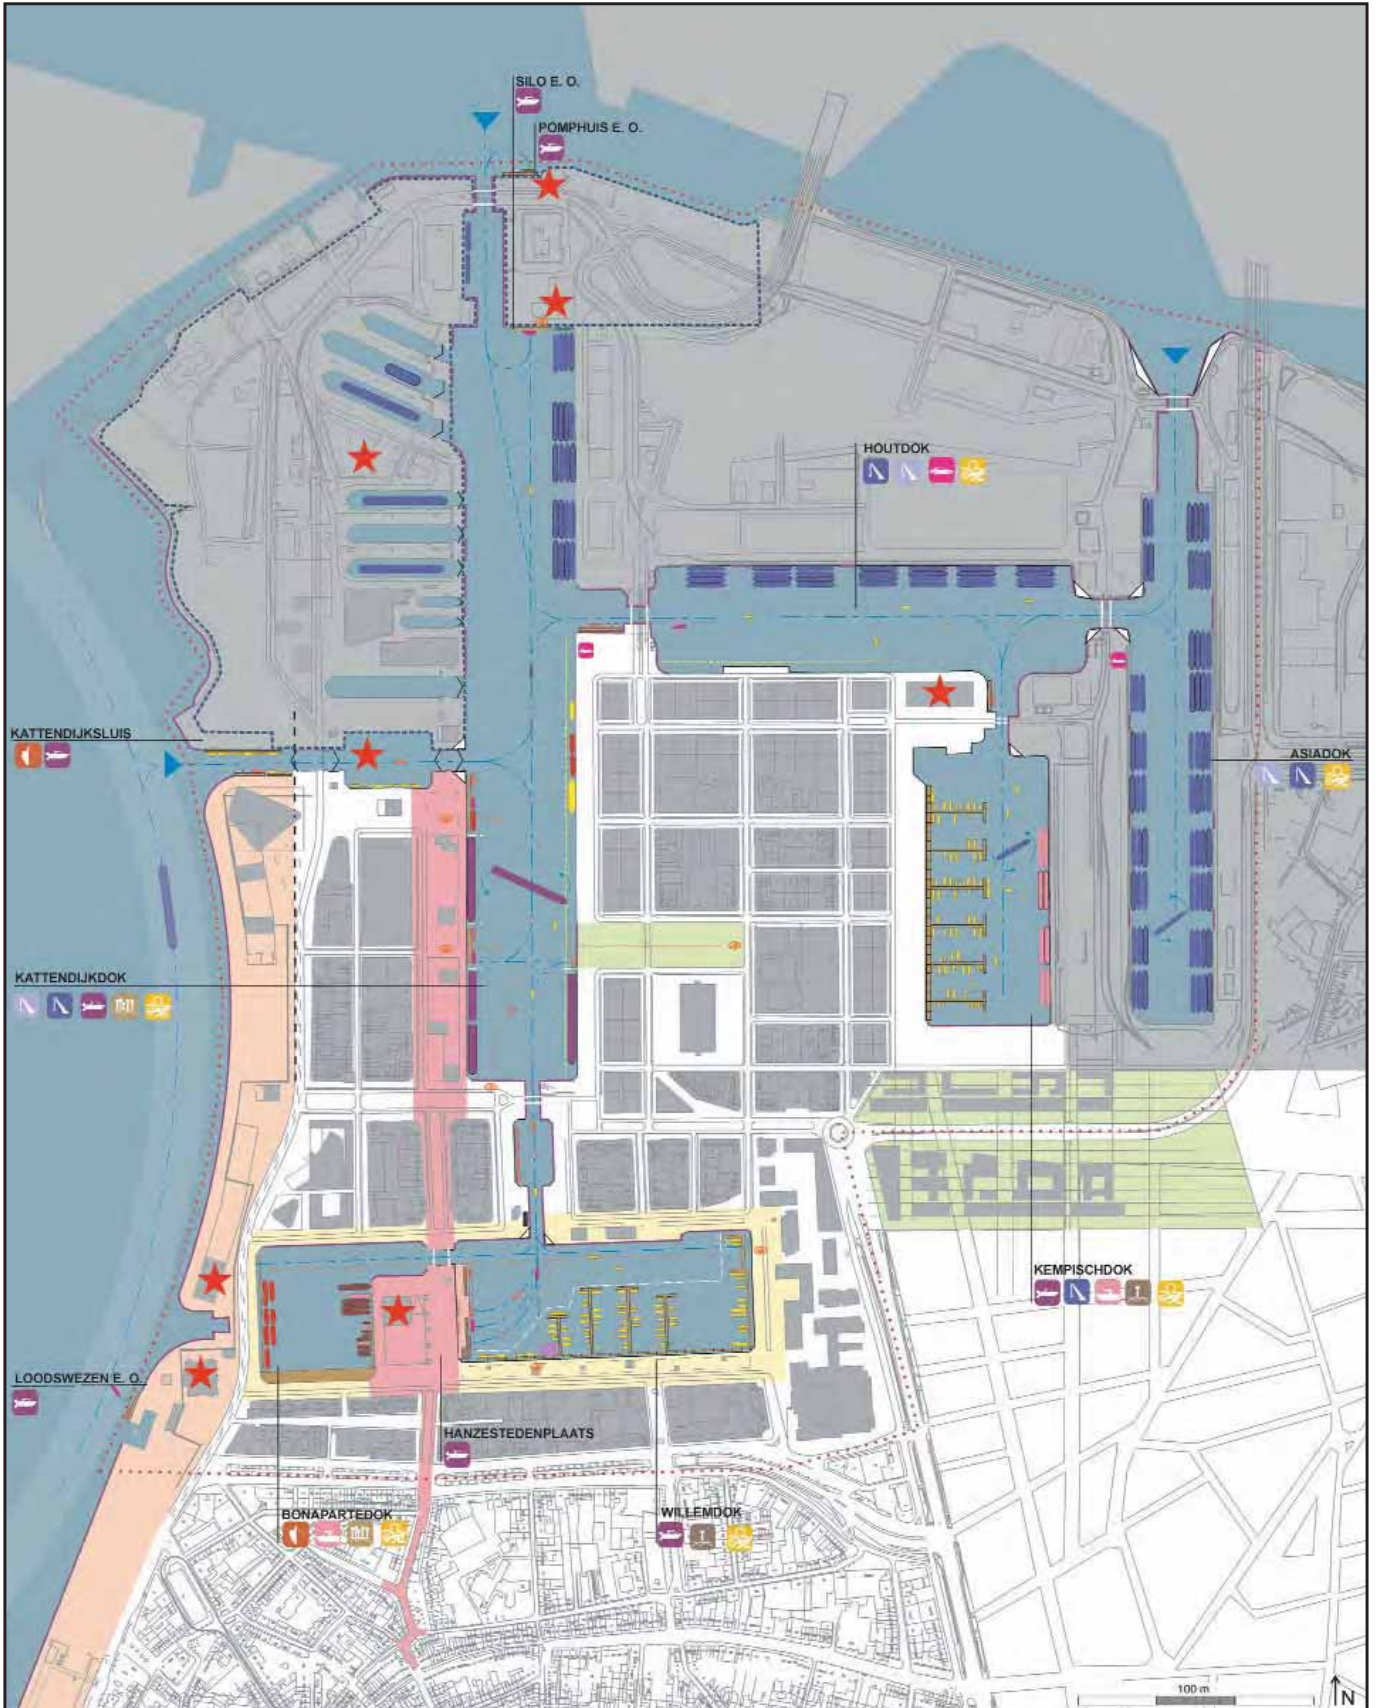 SILO E. O.
POMPHUIS E. O.
HOUTDOK
KATTENDIJKSLUIS
ASIADOK
KATTENDIJKDOK
KEMPISCHDOK
LOODSWEZEN E. O.
HANZESTEDENPLAATS
BONAPARTEDOK
WILLEMDOK
100 m
N